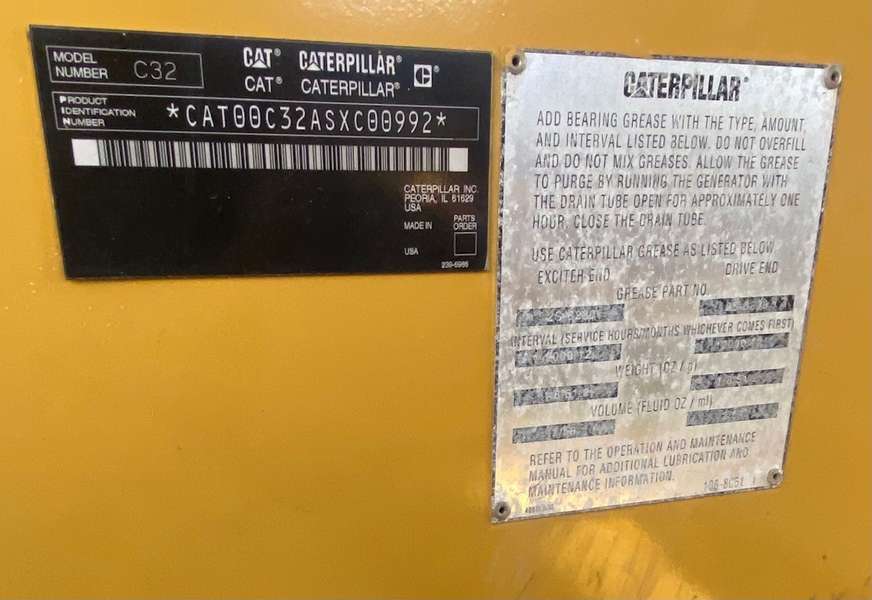 MODEL
NUMBER C32
CAT® CATERPILLAR® C®
CAT® CATERPILLAR®
PRODUCT
IDENTIFICATION
NUMBER *CAT00C32ASXC00992*
CATERPILLAR INC.
PEORIA, IL 61629
USA
MADE IN PARTS
ORDER
USA
239-5986
CATERPILLAR®
ADD BEARING GREASE WITH THE TYPE, AMOUNT,
AND INTERVAL LISTED BELOW. DO NOT OVERFILL
AND DO NOT MIX GREASES. ALLOW THE GREASE
TO PURGE BY RUNNING THE GENERATOR WITH
THE DRAIN TUBE OPEN FOR APPROXIMATELY ONE
HOUR. CLOSE THE DRAIN TUBE.
USE CATERPILLAR GREASE AS LISTED BELOW
EXCITER END DRIVE END
GREASE PART NO
INTERVAL (SERVICE HOURS/MONTHS WHICHEVER COMES FIRST)
WEIGHT (OZ / g)
VOLUME (FLUID OZ / ml)
REFER TO THE OPERATION AND MAINTENANCE
MANUAL FOR ADDITIONAL LUBRICATION AND
MAINTENANCE INFORMATION.